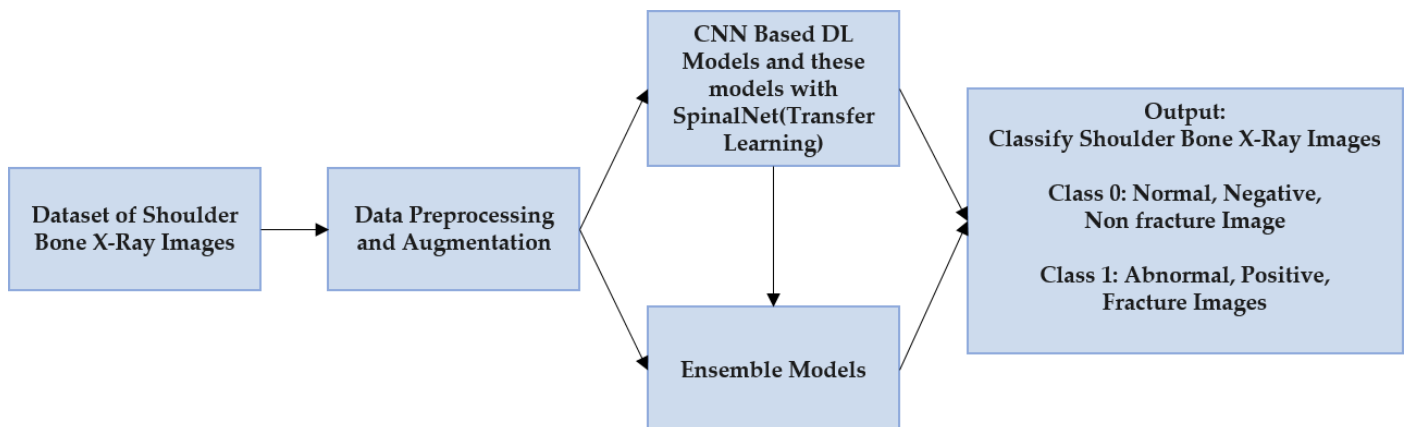 Dataset of Shoulder
Bone X-Ray Images
Data Preprocessing
and Augmentation
CNN Based DL
Models and these
models with
SpinalNet(Transfer
Learning)
Ensemble Models
Output:
Classify Shoulder Bone X-Ray Images
Class 0: Normal, Negative,
Non fracture Image
Class 1: Abnormal, Positive,
Fracture Images